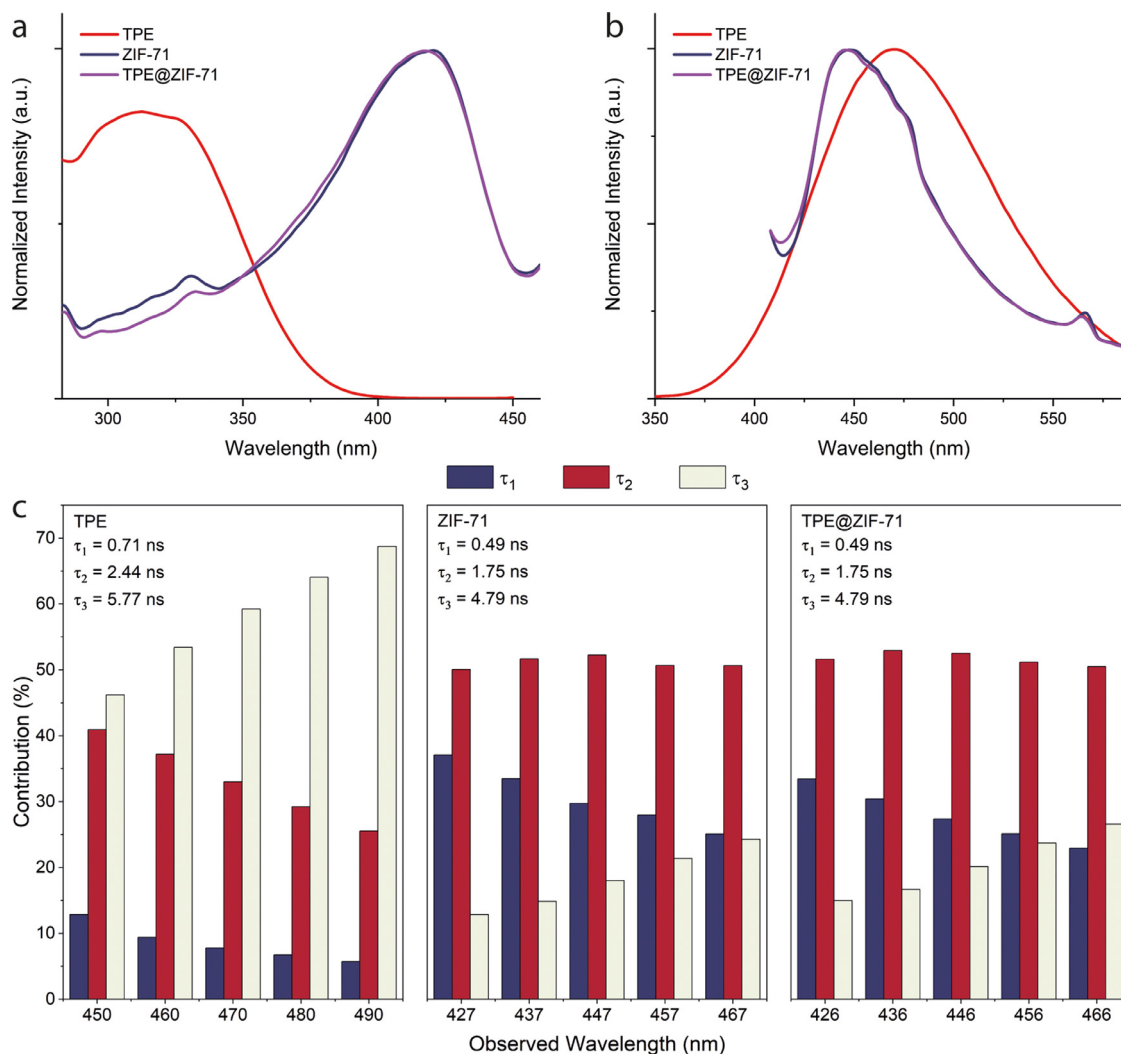 a
TPE
ZIF-71
TPE@ZIF-71
Normalized Intensity (a.u.)
300
350
400
450
Wavelength (nm)
b
TPE
ZIF-71
TPE@ZIF-71
Normalized Intensity (a.u.)
350
400
450
500
550
Wavelength (nm)
τ1
τ2
τ3
c
Contribution (%)
70
60
50
40
30
20
10
0
TPE
τ1 = 0.71 ns
τ2 = 2.44 ns
τ3 = 5.77 ns
450 460 470 480 490
ZIF-71
τ1 = 0.49 ns
τ2 = 1.75 ns
τ3 = 4.79 ns
427 437 447 457 467
TPE@ZIF-71
τ1 = 0.49 ns
τ2 = 1.75 ns
τ3 = 4.79 ns
426 436 446 456 466
Observed Wavelength (nm)